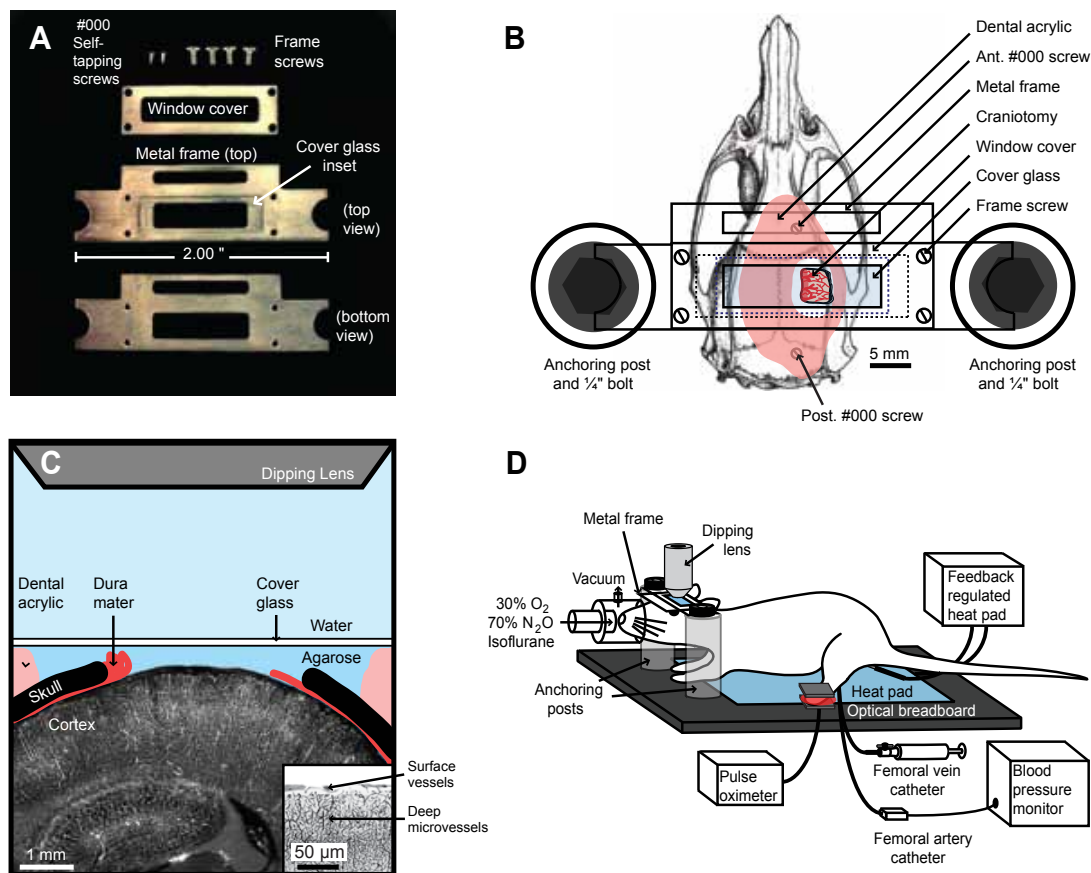 A
#000
Self-
tapping
screws
Frame
screws
Window cover
Metal frame (top)
Cover glass
inset
(top
view)
2.00 "
(bottom
view)
B
Dental acrylic
Ant. #000 screw
Metal frame
Craniotomy
Window cover
Cover glass
Frame screw
Anchoring post
and ¼" bolt
5 mm
Anchoring post
and ¼" bolt
Post. #000 screw
C
Dipping Lens
Dental
acrylic
Dura
mater
Cover
glass
Water
Agarose
Skull
Cortex
1 mm
50 µm
Surface
vessels
Deep
microvessels
D
Metal frame
Dipping
lens
Vacuum
30% O2
70% N2O
Isoflurane
Feedback
regulated
heat pad
Anchoring
posts
Heat pad
Optical breadboard
Pulse
oximeter
Femoral vein
catheter
Blood
pressure
monitor
Femoral artery
catheter